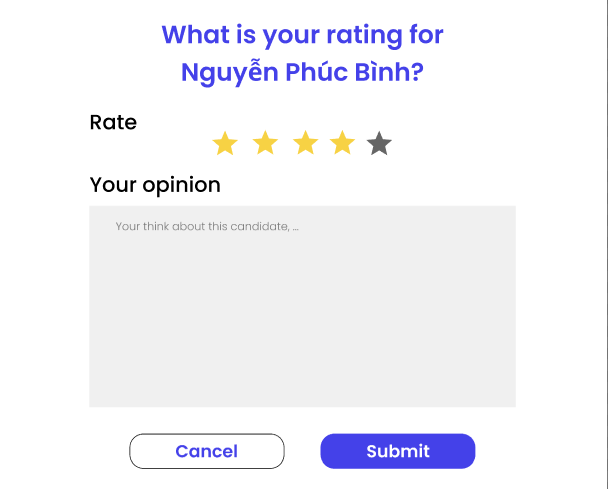 What is your rating for
Nguyễn Phúc Bình?
Rate
Your opinion
Your think about this candidate, ...
Cancel
Submit